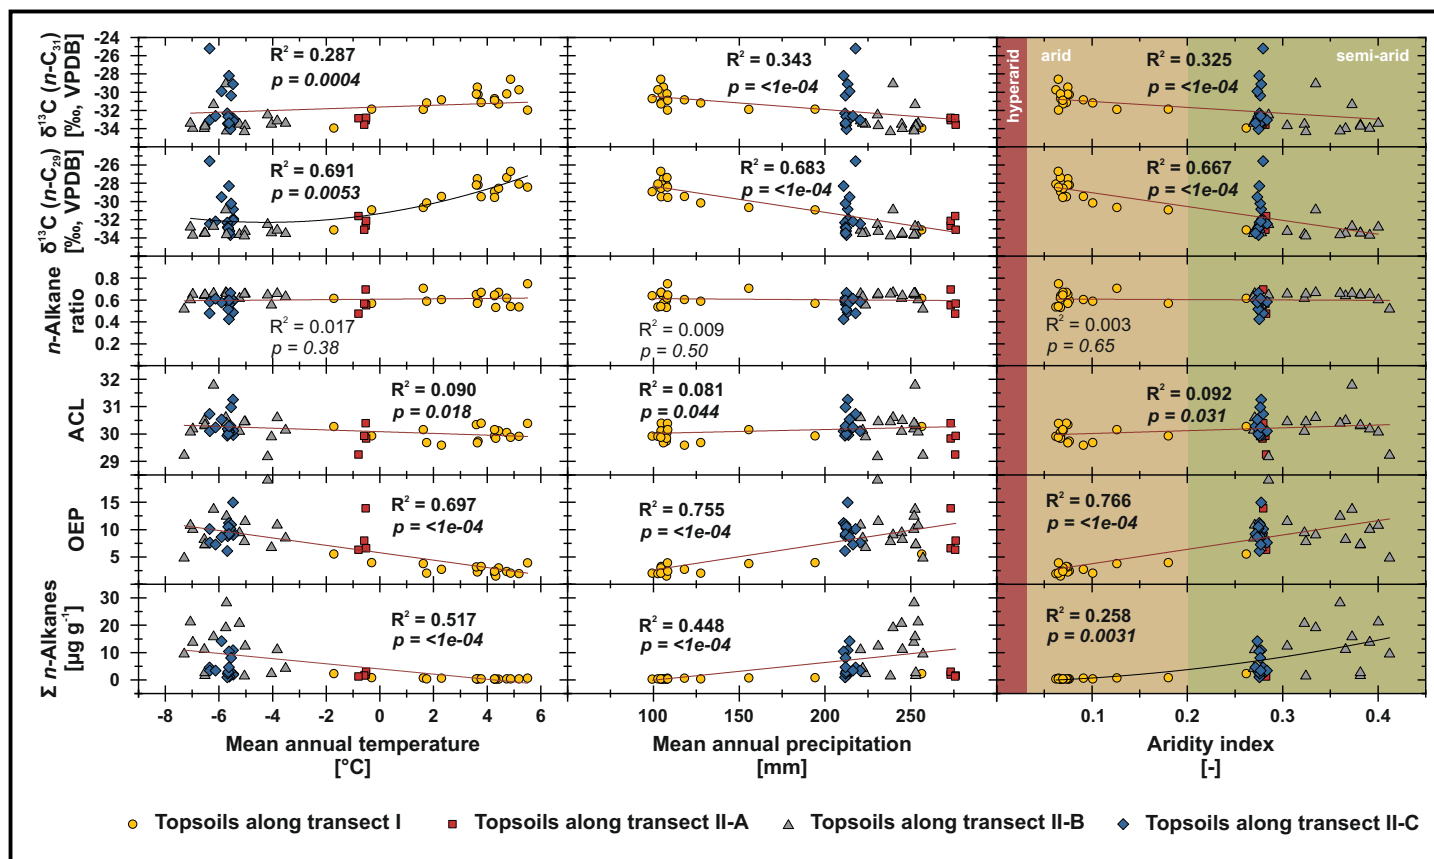 δ¹³C (n-C₃₁)
[‰, VPDB]
-24
-26
-28
-30
-32
-34
R² = 0.287
p = 0.0004
R² = 0.343
p = <1e-04
hyperarid
arid
semi-arid
R² = 0.325
p = <1e-04
δ¹³C (n-C₂₉)
[‰, VPDB]
-26
-28
-30
-32
-34
R² = 0.691
p = 0.0053
R² = 0.683
p = <1e-04
R² = 0.667
p = <1e-04
n-Alkane
ratio
0.8
0.6
0.4
0.2
R² = 0.017
p = 0.38
R² = 0.009
p = 0.50
R² = 0.003
p = 0.65
ACL
32
31
30
29
R² = 0.090
p = 0.018
R² = 0.081
p = 0.044
R² = 0.092
p = 0.031
OEP
15
10
5
R² = 0.697
p = <1e-04
R² = 0.755
p = <1e-04
R² = 0.766
p = <1e-04
Σ n-Alkanes
[µg g⁻¹]
30
20
10
0
R² = 0.517
p = <1e-04
R² = 0.448
p = <1e-04
R² = 0.258
p = 0.0031
-8 -6 -4 -2 0 2 4 6
100 150 200 250
0.1 0.2 0.3 0.4
Mean annual temperature
[°C]
Mean annual precipitation
[mm]
Aridity index
[-]
Topsoils along transect I
Topsoils along transect II-A
Topsoils along transect II-B
Topsoils along transect II-C